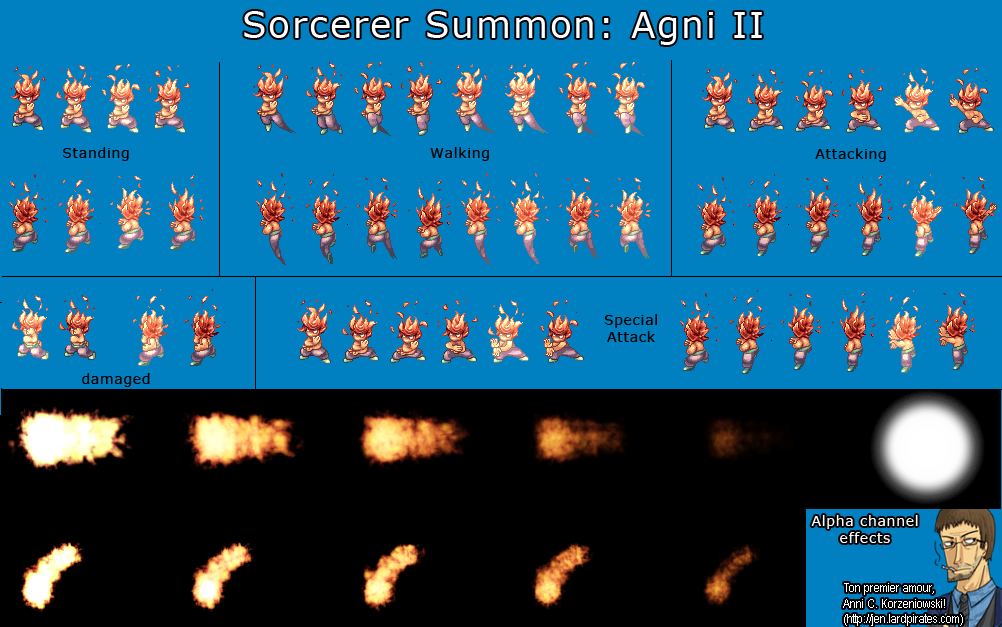 Sorcerer Summon: Agni II
Standing
Walking
Attacking
damaged
Special
Attack
Alpha channel
effects
Ton premier amour,
Anni C. Korzeniowski!
(http://jen.lardpirates.com)